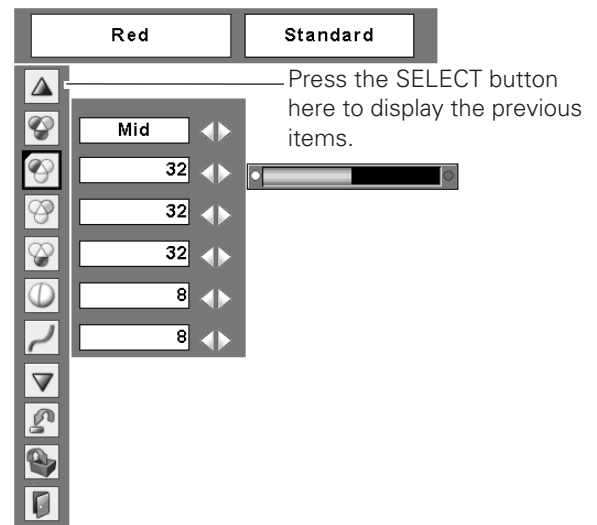 Red
Standard
Press the SELECT button
here to display the previous
items.
Mid
32
32
32
8
8